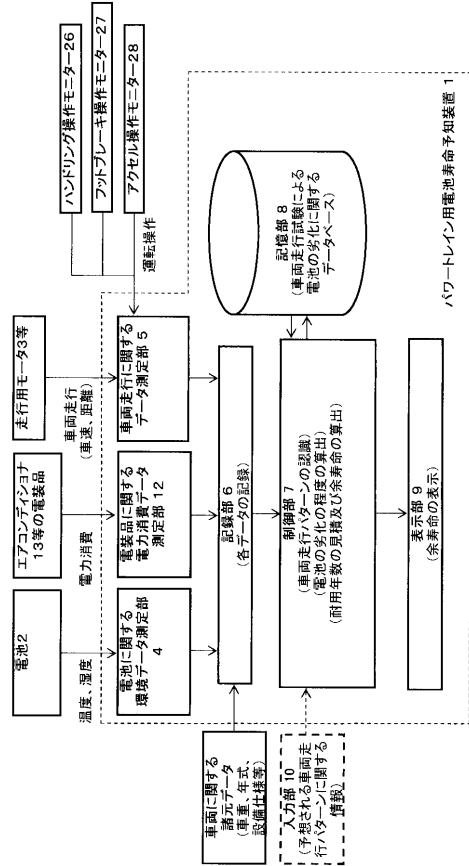 電池2
エアコンディショナ
13等の電装品
走行用モータ3等
ハンドリング操作モニター26
フットブレーキ操作モニター27
アクセル操作モニター28
温度、湿度
電力消費
車両走行
(車速、距離)
運転操作
電池に関する
環境データ測定部
4
電装品に関する
電力消費データ
測定部 12
車両走行に関する
データ測定部 5
車両に関する
諸元データ
(車重、年式、
設備仕様等)
記録部 6
(各データの記録)
入力部 10
(予想される車両走
行パターンに関する
情報)
制御部 7
(車両走行パターンの認識)
(電池の劣化の程度の算出)
(耐用年数の見積及び余寿命の算出)
記憶部 8
(車両走行試験による
電池の劣化に関する
データベース)
表示部 9
(余寿命の表示)
パワートレイン用電池寿命予知装置 1